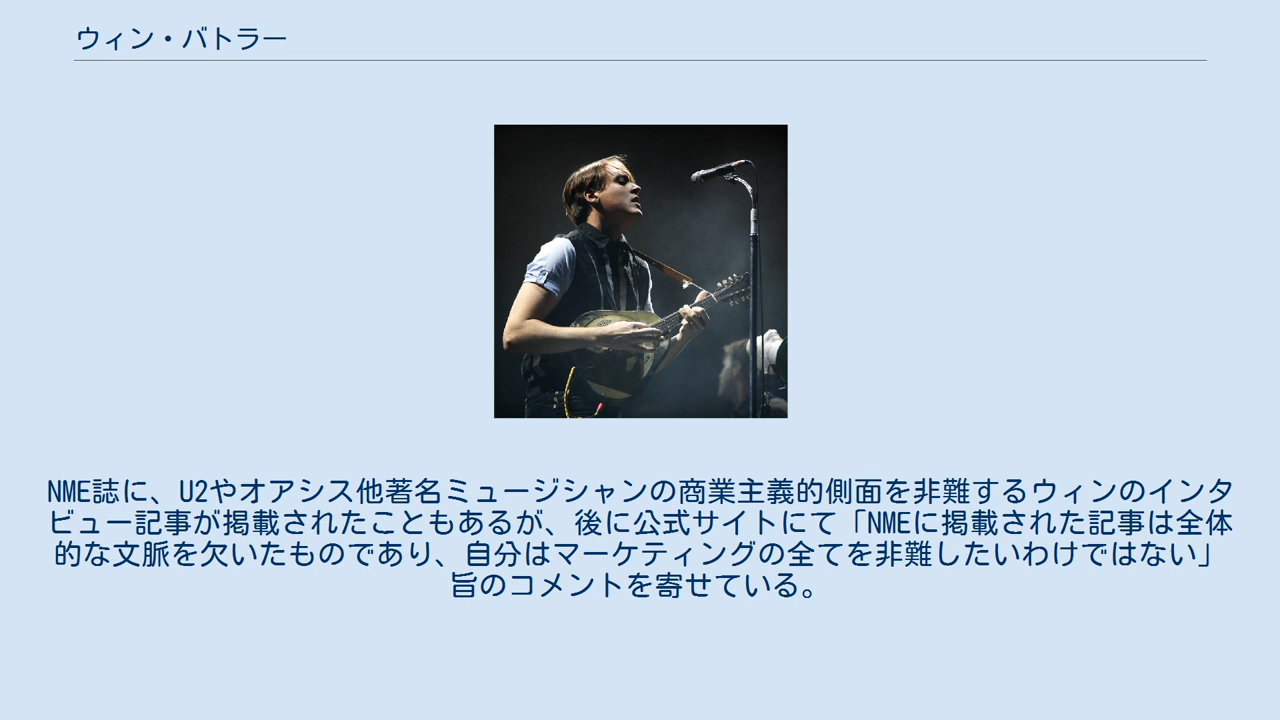 ウィン・バトラー
NME誌に、U2やオアシス他著名ミュージシャンの商業主義的側面を非難するウィンのインタ
ビュー記事が掲載されたこともあるが、後に公式サイトにて「NMEに掲載された記事は全体
的な文脈を欠いたものであり、自分はマーケティングの全てを非難したいわけではない」
旨のコメントを寄せている。